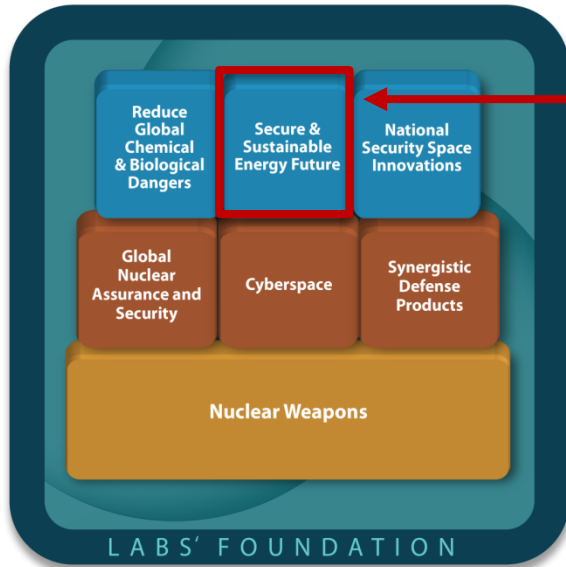 Reduce
Global
Chemical
& Biological
Dangers
Secure &
Sustainable
Energy Future
National
Security Space
Innovations
Global
Nuclear
Assurance and
Security
Cyberspace
Synergistic
Defense
Products
Nuclear Weapons
LABS' FOUNDATION